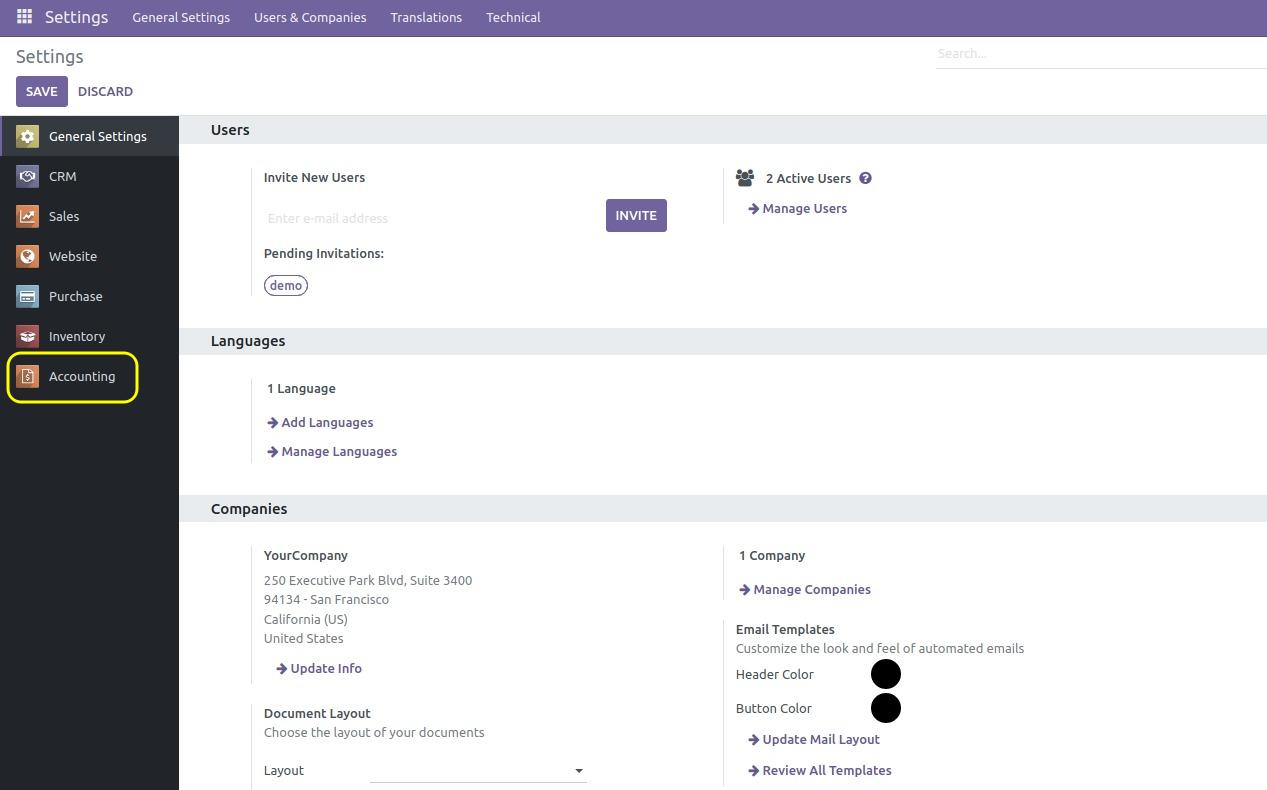 Settings General Settings Users & Companies Translations Technical
Settings
Search...
SAVE DISCARD
General Settings
CRM
Sales
Website
Purchase
Inventory
Accounting
Users
Invite New Users
Enter e-mail address INVITE
Pending Invitations:
demo
2 Active Users ?
Manage Users
Languages
1 Language
Add Languages
Manage Languages
Companies
YourCompany
250 Executive Park Blvd, Suite 3400
94134 - San Francisco
California (US)
United States
Update Info
1 Company
Manage Companies
Document Layout
Choose the layout of your documents
Layout
Email Templates
Customize the look and feel of automated emails
Header Color
Button Color
Update Mail Layout
Review All Templates